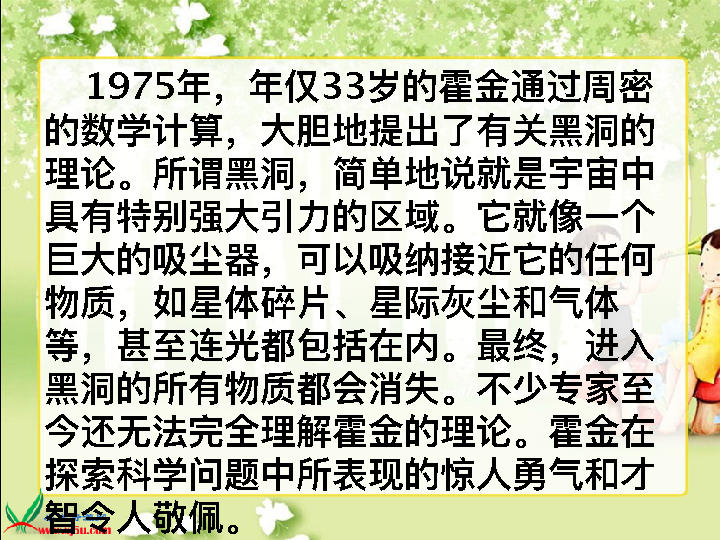 1975年，年仅33岁的霍金通过周密
的数学计算，大胆地提出了有关黑洞的
理论。所谓黑洞，简单地说就是宇宙中
具有特别强大引力的区域。它就像一个
巨大的吸尘器，可以吸纳接近它的任何
物质，如星体碎片、星际灰尘和气体
等，甚至连光都包括在内。最终，进入
黑洞的所有物质都会消失。不少专家至
今还无法完全理解霍金的理论。霍金在
探索科学问题中所表现的惊人勇气和才
智令人敬佩。